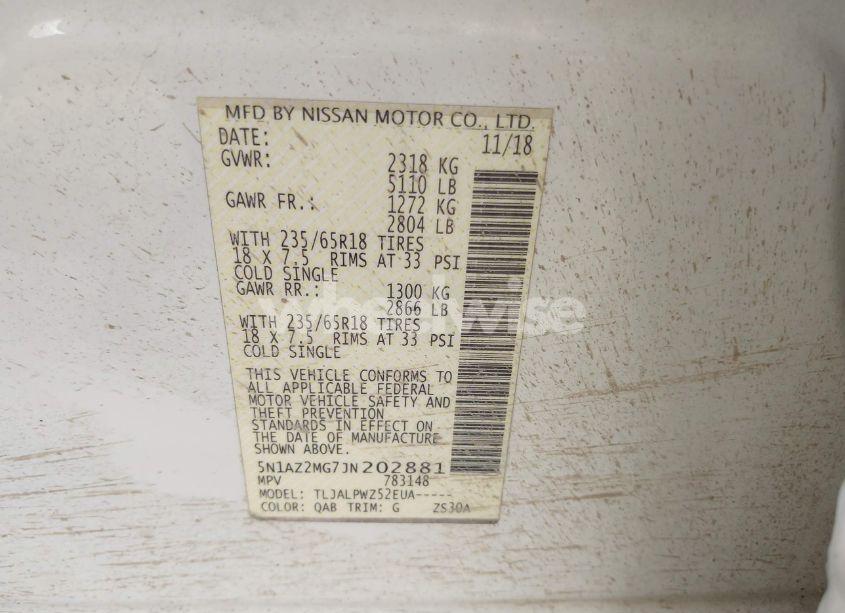 MFD BY NISSAN MOTOR CO., LTD.
DATE: 11/18
GVWR: 2318 KG
5110 LB
GAWR FR.: 1272 KG
2804 LB
WITH 235/65R18 TIRES
18 X 7.5 RIMS AT 33 PSI
COLD SINGLE
GAWR RR.: 1300 KG
2866 LB
WITH 235/65R18 TIRES
18 X 7.5 RIMS AT 33 PSI
COLD SINGLE
THIS VEHICLE CONFORMS TO
ALL APPLICABLE FEDERAL
MOTOR VEHICLE SAFETY AND
THEFT PREVENTION
STANDARDS IN EFFECT ON
THE DATE OF MANUFACTURE
SHOWN ABOVE.
5N1AZ2MG7JN202881
MPV 783148
MODEL: TLJALPWZ52EUA-----
COLOR: QAB TRIM: G ZS30A
wheelwise